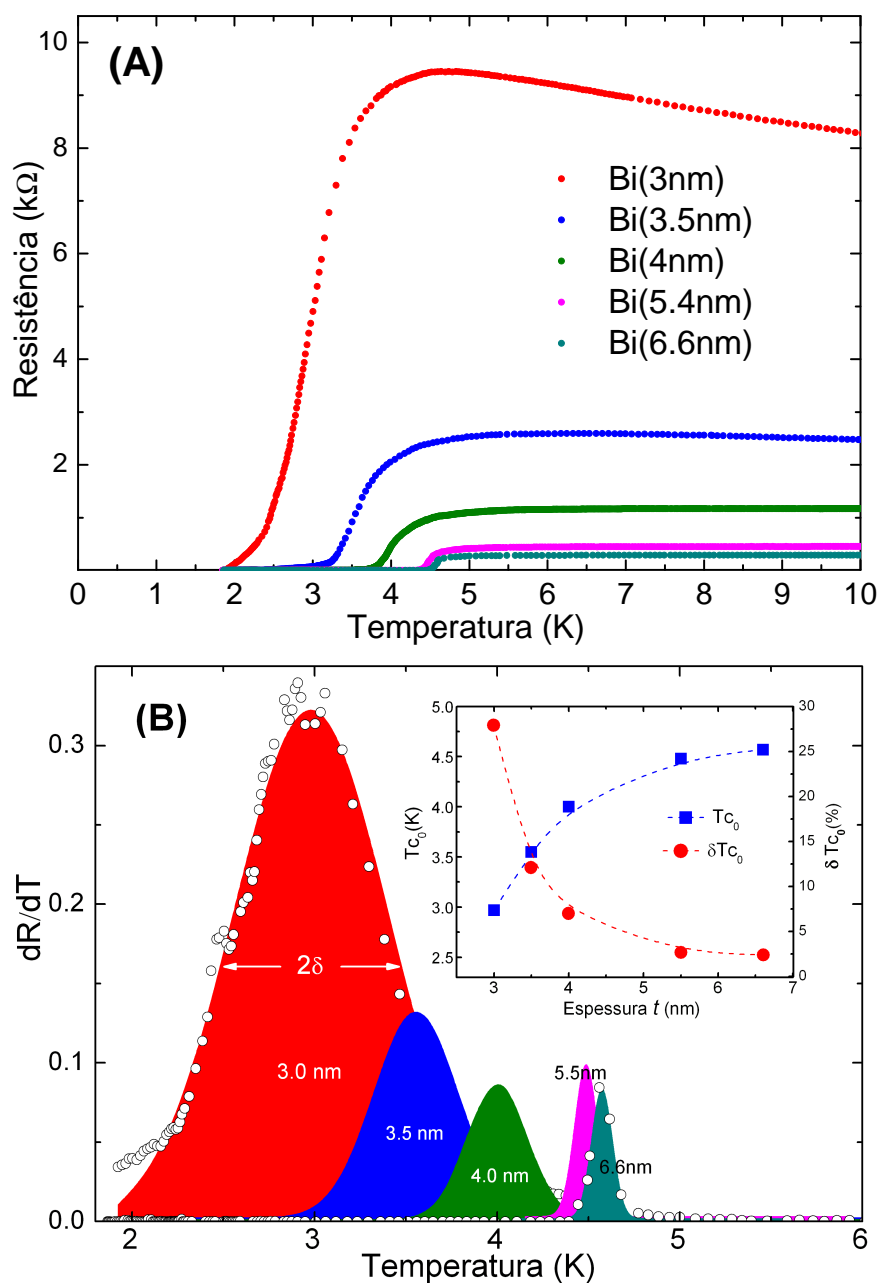 (A)
Resistência (kΩ)
10
8
6
4
2
Bi(3nm)
Bi(3.5nm)
Bi(4nm)
Bi(5.4nm)
Bi(6.6nm)
0 1 2 3 4 5 6 7 8 9 10
Temperatura (K)
(B)
dR/dT
0.3
0.2
0.1
0.0
2δ
3.0 nm
3.5 nm
4.0 nm
5.5nm
6.6nm
Tc₀(K)
5.0
4.5
4.0
3.5
3.0
2.5
Tc₀
δTc₀
30
25
20
15
10
5
0
δ Tc₀(%)
3 4 5 6 7
Espessura t (nm)
2 3 4 5 6
Temperatura (K)